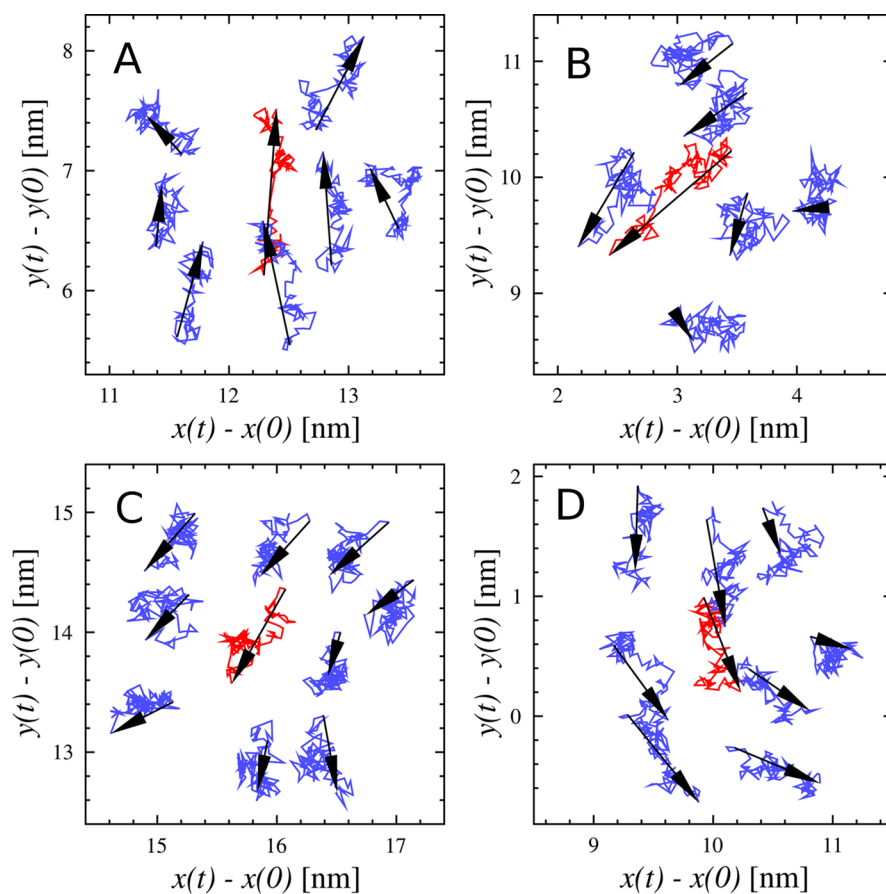 A
B
8
7
6
y(t) - y(0) [nm]
11
12
13
x(t) - x(0) [nm]
11
10
9
y(t) - y(0) [nm]
2
3
4
x(t) - x(0) [nm]
C
D
15
14
13
y(t) - y(0) [nm]
15
16
17
x(t) - x(0) [nm]
2
1
0
y(t) - y(0) [nm]
9
10
11
x(t) - x(0) [nm]